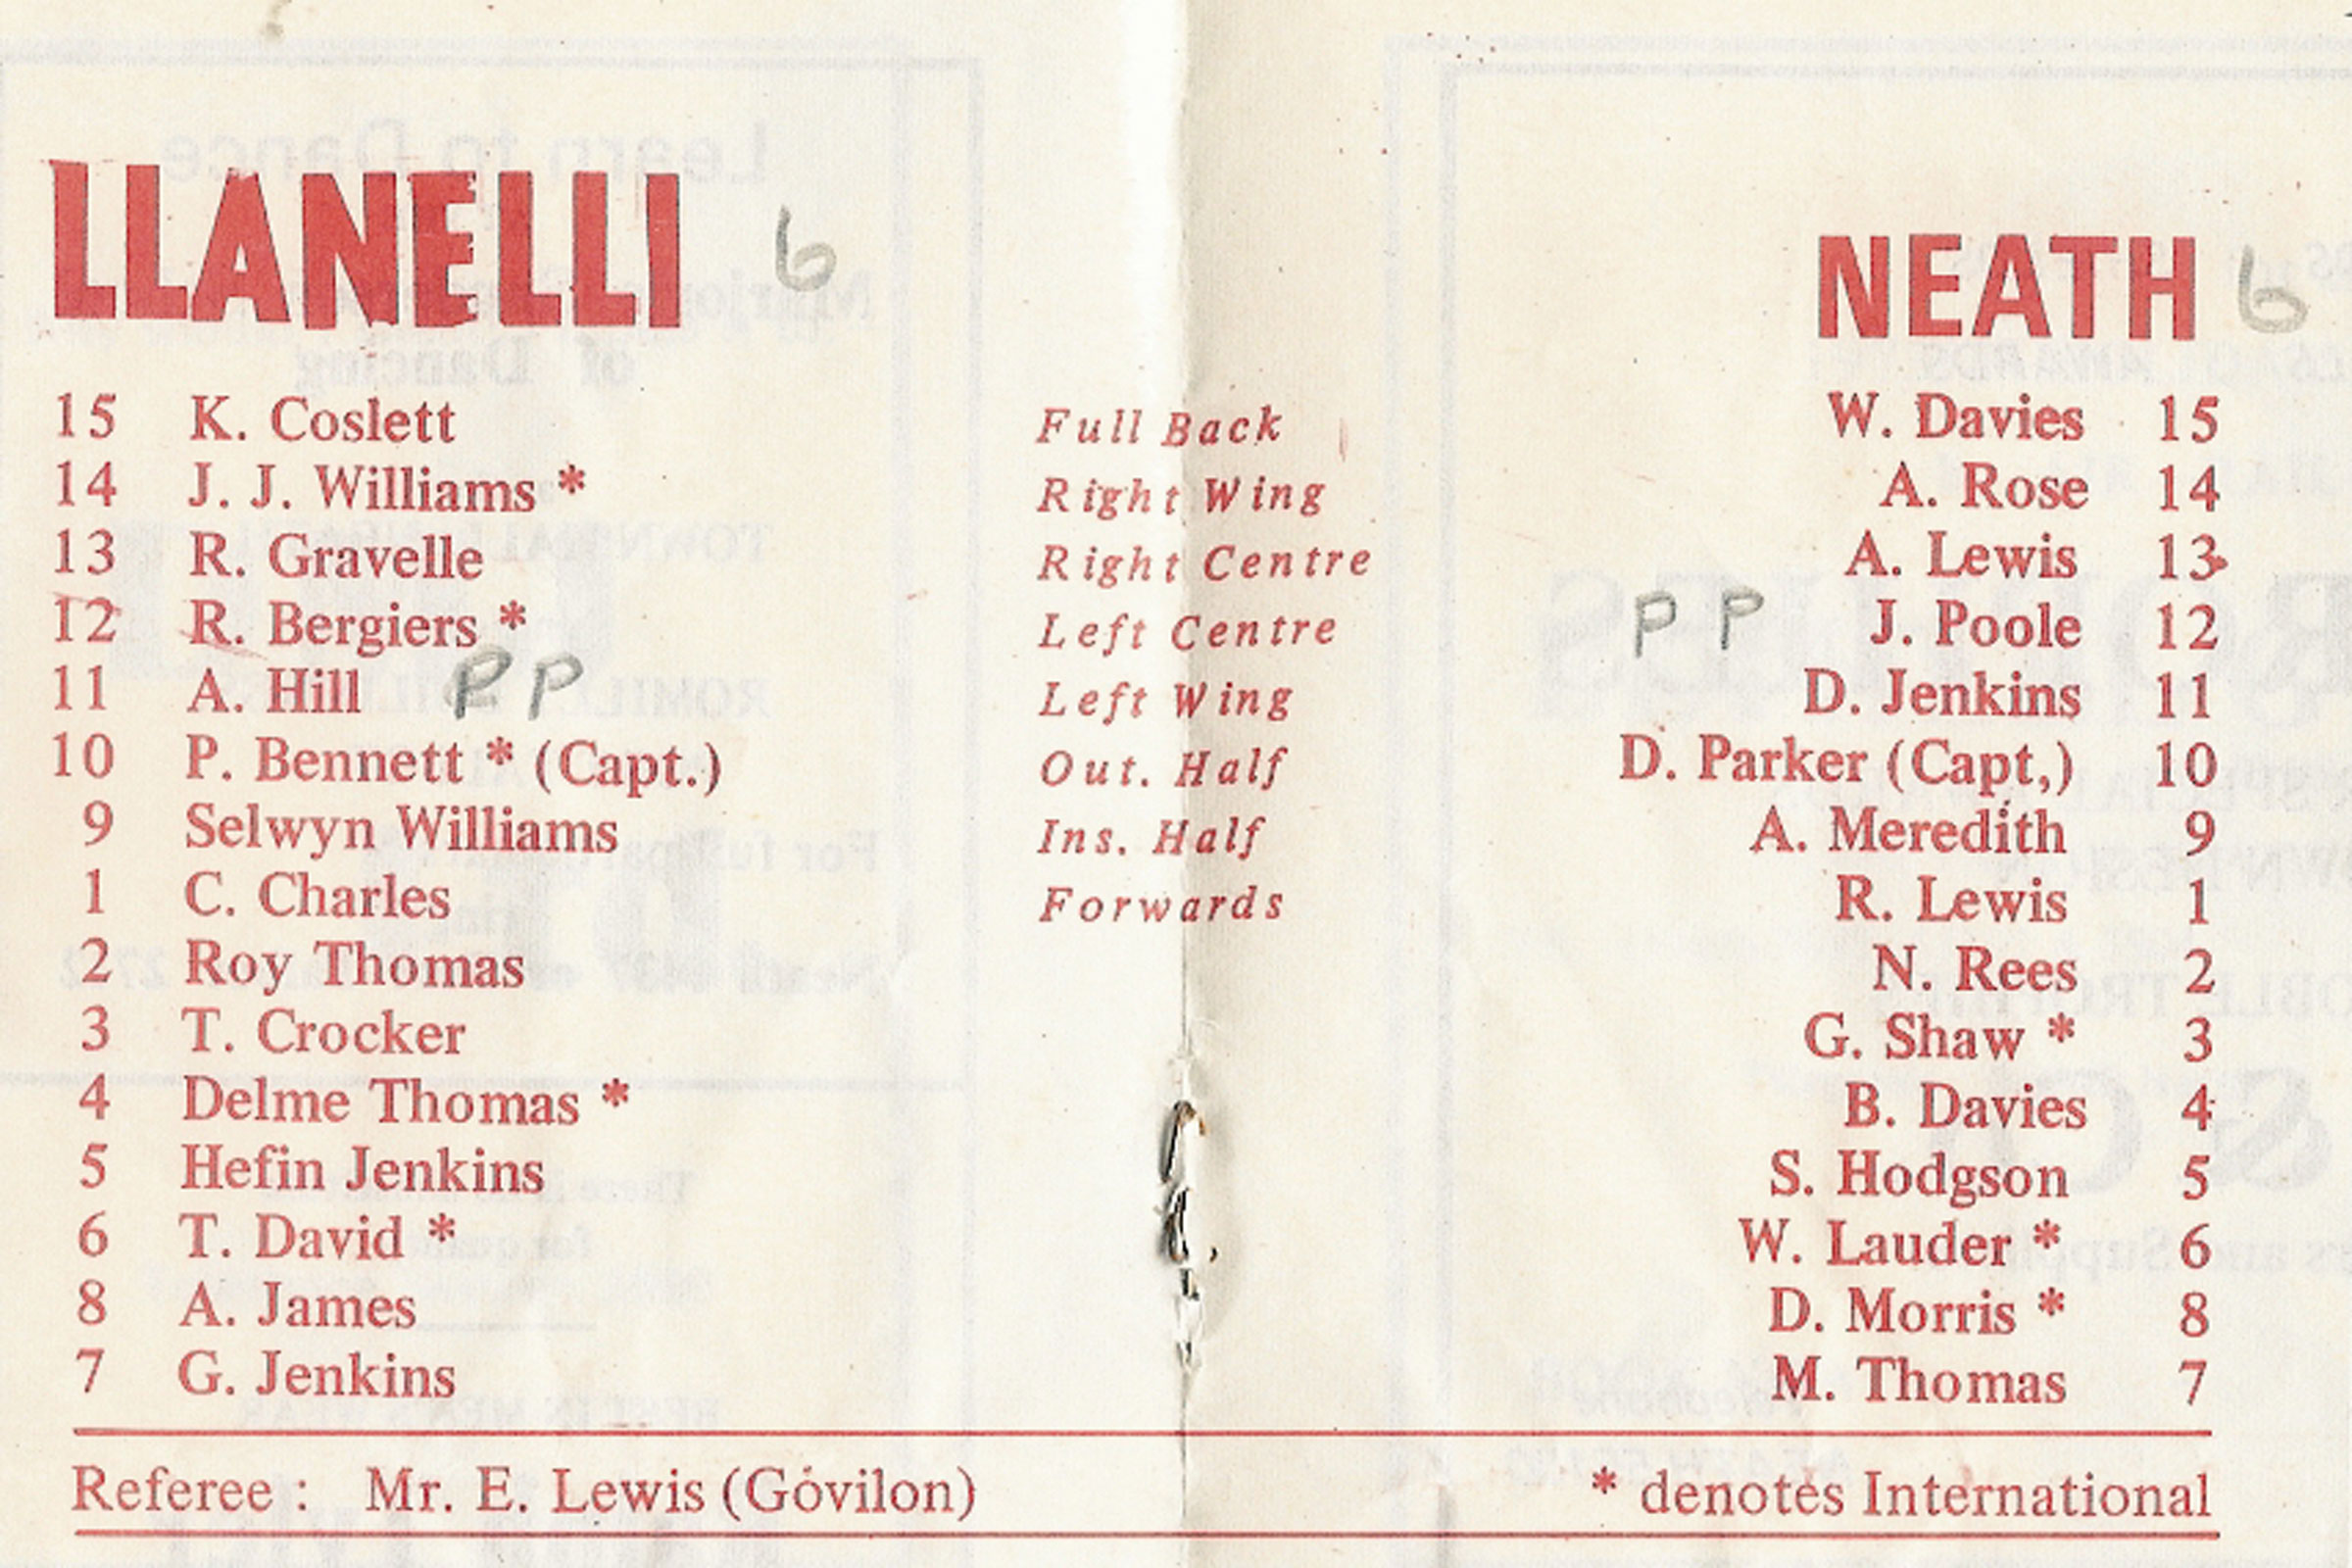 LLANELLI 6 NEATH 6
15 K. Coslett Full Back W. Davies 15
14 J. J. Williams * Right Wing A. Rose 14
13 R. Gravelle Right Centre A. Lewis 13
12 R. Bergiers * Left Centre P P J. Poole 12
11 A. Hill P P Left Wing D. Jenkins 11
10 P. Bennett * (Capt.) Out. Half D. Parker (Capt,) 10
9 Selwyn Williams Ins. Half A. Meredith 9
1 C. Charles Forwards R. Lewis 1
2 Roy Thomas N. Rees 2
3 T. Crocker G. Shaw * 3
4 Delme Thomas * B. Davies 4
5 Hefin Jenkins S. Hodgson 5
6 T. David * W. Lauder * 6
8 A. James D. Morris * 8
7 G. Jenkins M. Thomas 7
Referee : Mr. E. Lewis (Govilon) * denotes International